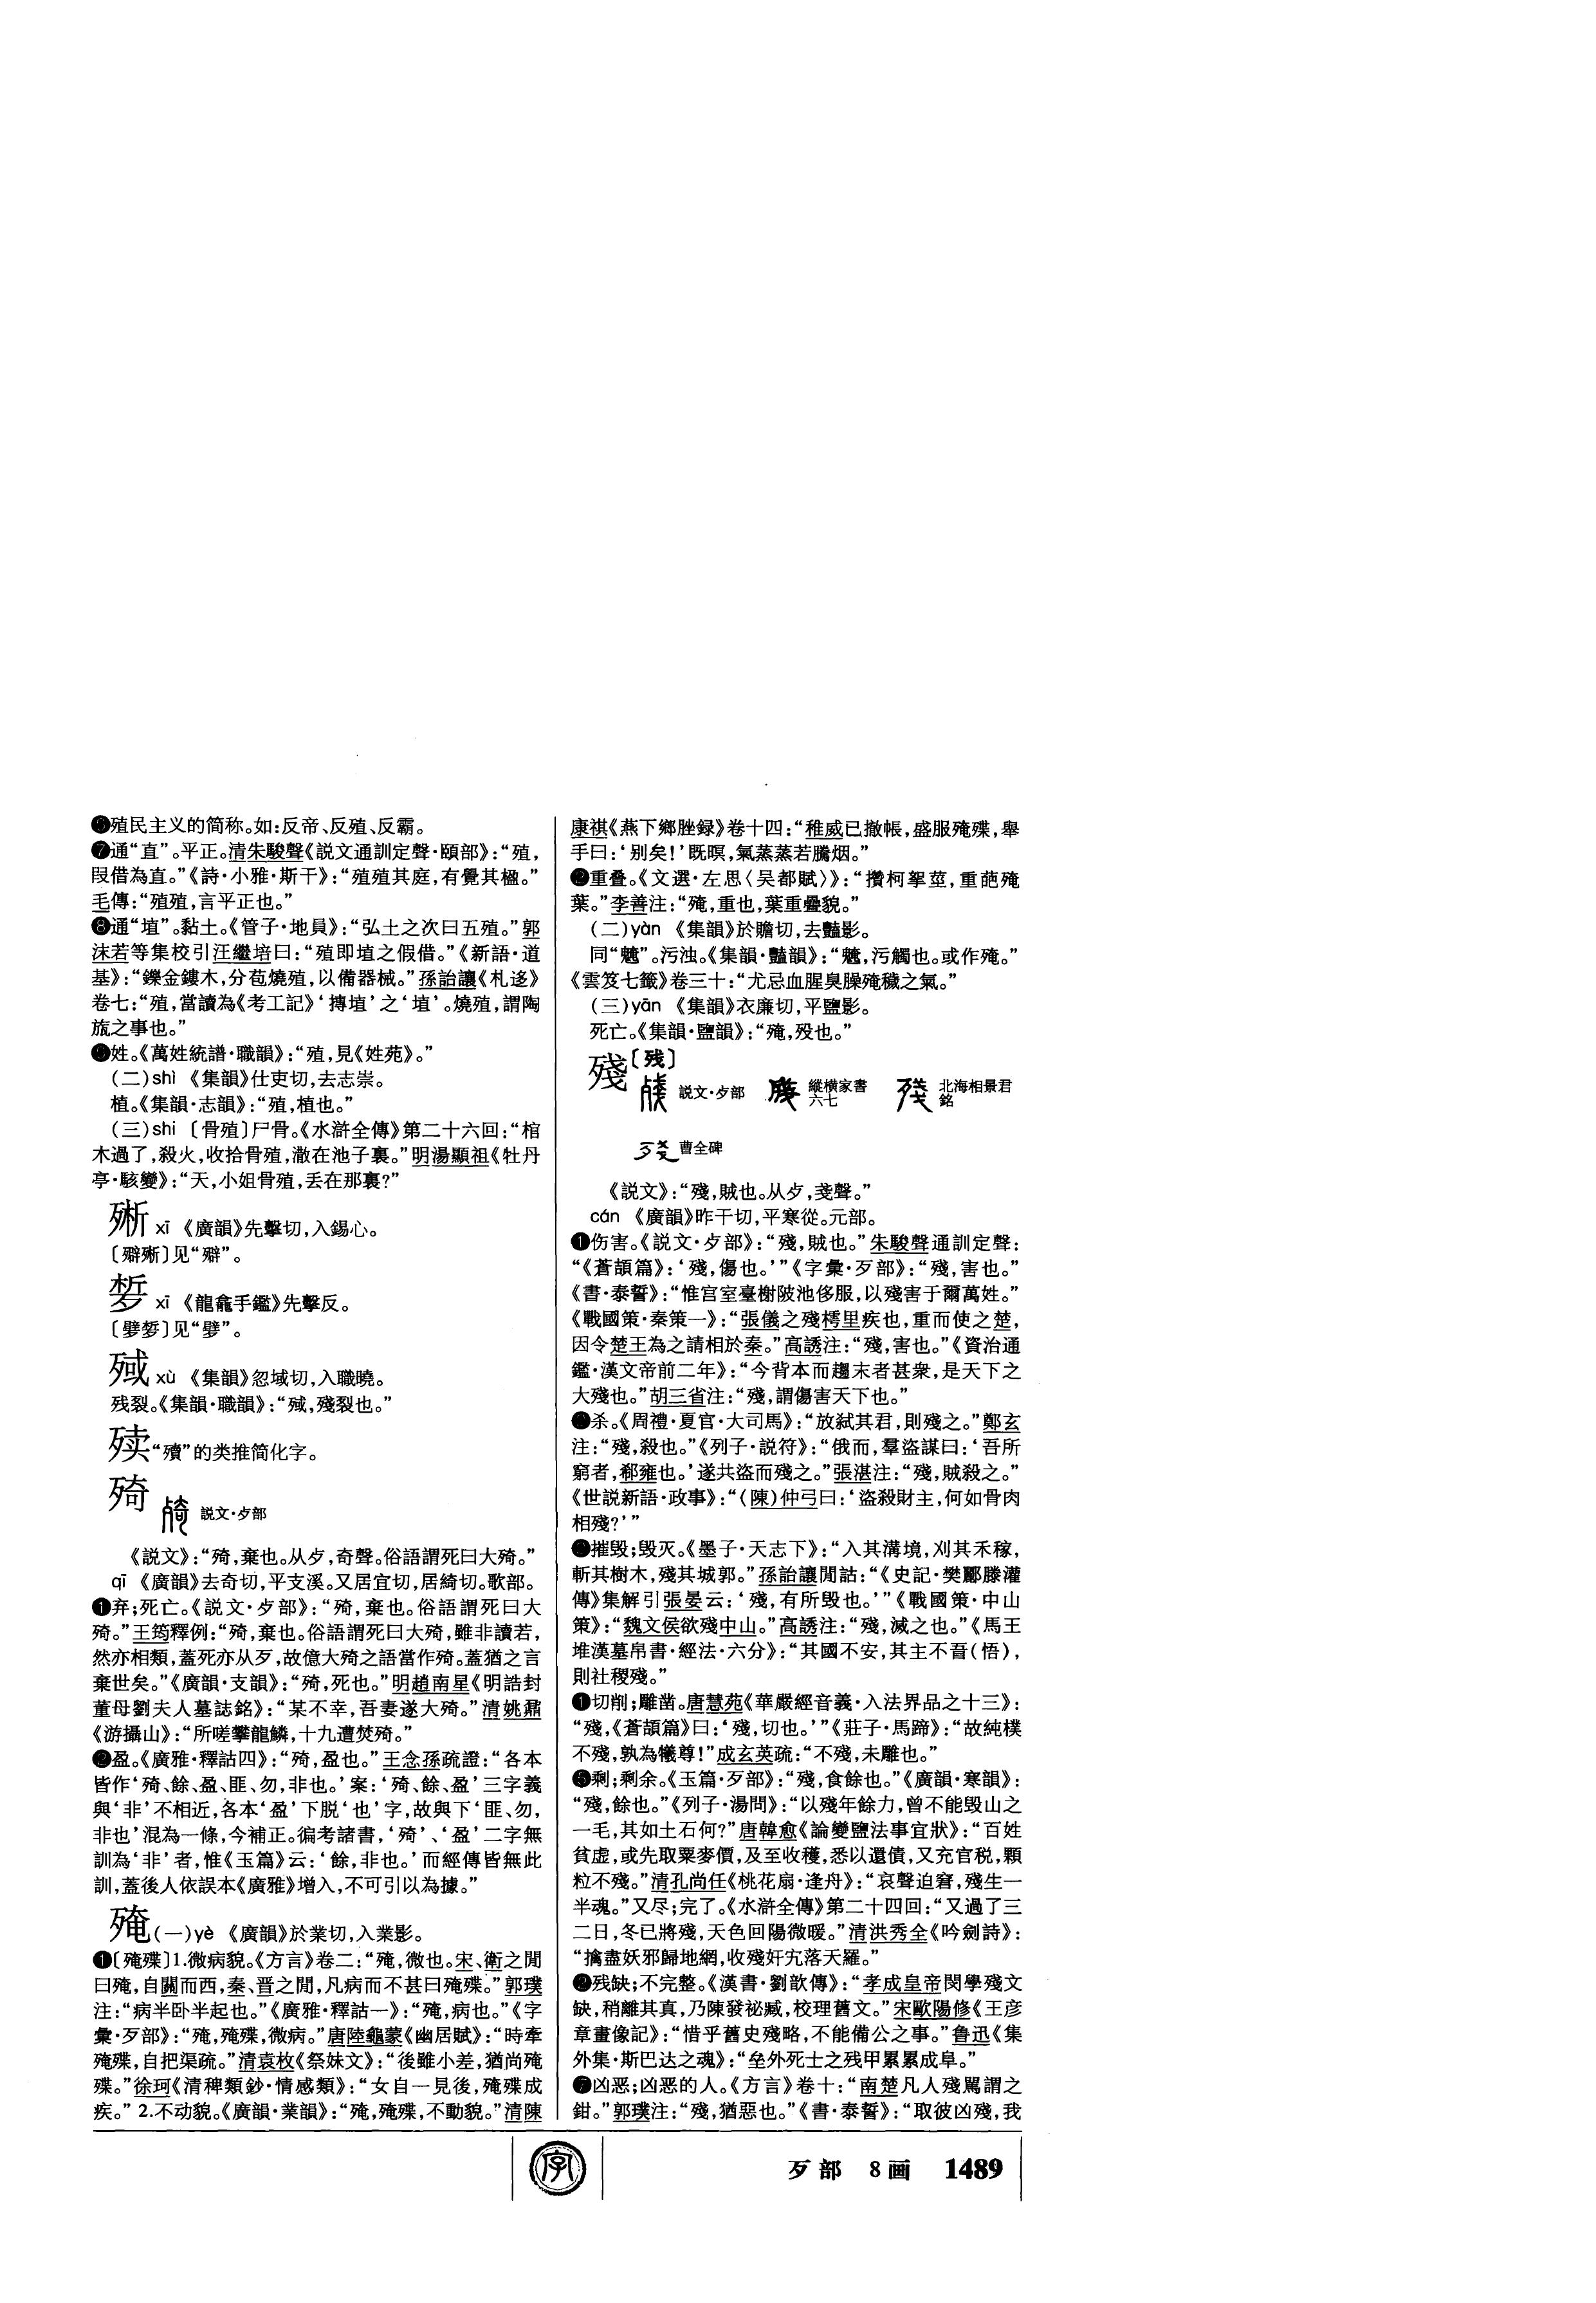 ❻殖民主义的简称。如:反帝、反殖、反霸。
❼通“直”。平正。清朱駿聲《説文通訓定聲·頤部》:“殖,
叚借為直。”《詩·小雅·斯干》:“殖殖其庭,有覺其楹。”
毛傳:“殖殖,言平正也。”
❽通“埴”。黏土。《管子·地員》:“弘土之次曰五殖。”郭
沫若等集校引汪繼培曰:“殖即埴之假借。”《新語·道
基》:“鑠金鏤木,分苞燒殖,以備器械。”孫詒讓《札迻》
卷七:“殖,當讀為《考工記》‘摶埴’之‘埴’。燒殖,謂陶
旊之事也。”
❾姓。《萬姓統譜·職韻》:“殖,見《姓苑》。”
(二)shì 《集韻》仕吏切,去志崇。
植。《集韻·志韻》:“殖,植也。”
(三)shi 〔骨殖〕尸骨。《水滸全傳》第二十六回:“棺
木過了,殺火,收拾骨殖,潵在池子裏。”明湯顯祖《牡丹
亭·駭變》:“天,小姐骨殖,丢在那裏?”
㱤 xī 《廣韻》先擊切,入錫心。
xī 《龍龕手鑑》先擊反。
㱅 xù 《集韻》忽域切,入職曉。
残裂。《集韻·職韻》:“㱅,殘裂也。”
㱩“殰”的类推简化字。
㱦 説文·歺部
《説文》:“㱦,棄也。从歺,奇聲。俗語謂死曰大㱦。”
qī 《廣韻》去奇切,平支溪。又居宜切,居綺切。歌部。
❶弃;死亡。《説文·歺部》:“㱦,棄也。俗語謂死曰大
㱦。”王筠釋例:“㱦,棄也。俗語謂死曰大㱦,雖非讀若,
然亦相類,蓋死亦从歹,故億大㱦之語當作㱦。蓋猶之言
棄世矣。”《廣韻·支韻》:“㱦,死也。”明趙南星《明誥封
董母劉夫人墓誌銘》:“某不幸,吾妻遂大㱦。”清姚鼐
《游攝山》:“所嗟攀龍鱗,十九遭焚㱦。”
❷盈。《廣雅·釋詁四》:“㱦,盈也。”王念孫疏證:“各本
皆作‘㱦、餘、盈、匪、勿,非也。’案:‘㱦、餘、盈’三字義
與‘非’不相近,各本‘盈’下脱‘也’字,故與下‘匪、勿,
非也’混為一條,今補正。徧考諸書,‘㱦’、‘盈’二字無
訓為‘非’者,惟《玉篇》云:‘餘,非也。’而經傳皆無此
訓,蓋後人依誤本《廣雅》增入,不可引以為據。”
殗(一)yè 《廣韻》於業切,入業影。
❶〔殗殜〕1.微病貌。《方言》卷二:“殗,微也。宋、衛之閒
曰殗,自關而西,秦、晋之閒,凡病而不甚曰殗殜。”郭璞
注:“病半卧半起也。”《廣雅·釋詁一》:“殗,病也。”《字
彙·歹部》:“殗,殗殜,微病。”唐陸龜蒙《幽居賦》:“時牽
殗殜,自把渠疏。”清袁枚《祭妹文》:“後雖小差,猶尚殗
殜。”徐珂《清稗類鈔·情感類》:“女自一見後,殗殜成
疾。” 2.不动貌。《廣韻·業韻》:“殗,殗殜,不動貌。”清陳
康祺《燕下鄉脞録》卷十四:“稚威已撤帳,盛服殗殜,舉
手曰:‘别矣!’既暝,氣蒸蒸若騰烟。”
❷重叠。《文選·左思〈吴都賦〉》:“攢柯挐莖,重葩殗
葉。”李善注:“殗,重也,葉重疊貌。”
(二)yàn 《集韻》於贍切,去豔影。
同“䤘”。污浊。《集韻·豔韻》:“䤘,污觸也。或作殗。”
《雲笈七籤》卷三十:“尤忌血腥臭臊殗穢之氣。”
(三)yān 《集韻》衣廉切,平鹽影。
死亡。《集韻·鹽韻》:“殗,殁也。”
殘〔残〕
説文·歺部 縱横家書六七 北海相景君銘
曹全碑
《説文》:“殘,賊也。从歺,戔聲。”
cán 《廣韻》昨干切,平寒從。元部。
❶伤害。《説文·歺部》:“殘,賊也。”朱駿聲通訓定聲:
“《蒼頡篇》:‘殘,傷也。’”《字彙·歹部》:“殘,害也。”
《書·泰誓》:“惟宫室臺榭陂池侈服,以殘害于爾萬姓。”
《戰國策·秦策一》:“張儀之殘樗里疾也,重而使之楚,
因令楚王為之請相於秦。”高誘注:“殘,害也。”《資治通
鑑·漢文帝前二年》:“今背本而趨末者甚衆,是天下之
大殘也。”胡三省注:“殘,謂傷害天下也。”
❷杀。《周禮·夏官·大司馬》:“放弑其君,則殘之。”鄭玄
注:“殘,殺也。”《列子·説符》:“俄而,羣盜謀曰:‘吾所
窮者,郄雍也。’遂共盜而殘之。”張湛注:“殘,賊殺之。”
《世説新語·政事》:“(陳)仲弓曰:‘盜殺財主,何如骨肉
相殘?’”
❸摧毁;毁灭。《墨子·天志下》:“入其溝境,刈其禾稼,
斬其樹木,殘其城郭。”孫詒讓閒詁:“《史記·樊酈滕灌
傳》集解引張晏云:‘殘,有所毁也。’”《戰國策·中山
策》:“魏文侯欲殘中山。”高誘注:“殘,滅之也。”《馬王
堆漢墓帛書·經法·六分》:“其國不安,其主不吾(悟),
則社稷殘。”
❹切削;雕凿。唐慧苑《華嚴經音義·入法界品之十三》:
“殘,《蒼頡篇》曰:‘殘,切也。’”《莊子·馬蹄》:“故純樸
不殘,孰為犧尊!”成玄英疏:“不殘,未雕也。”
❺剩;剩余。《玉篇·歹部》:“殘,食餘也。”《廣韻·寒韻》:
“殘,餘也。”《列子·湯問》:“以殘年餘力,曾不能毁山之
一毛,其如土石何?”唐韓愈《論變鹽法事宜狀》:“百姓
貧虚,或先取粟麥價,及至收穫,悉以還債,又充官税,顆
粒不殘。”清孔尚任《桃花扇·逢舟》:“哀聲迫窘,殘生一
半魂。”又尽;完了。《水滸全傳》第二十四回:“又過了三
二日,冬已將殘,天色回陽微暖。”清洪秀全《吟劍詩》:
“擒盡妖邪歸地網,收殘奸宄落天羅。”
❻残缺;不完整。《漢書·劉歆傳》:“孝成皇帝閔學殘文
缺,稍離其真,乃陳發祕臧,校理舊文。”宋歐陽修《王彦
章畫像記》:“惜乎舊史殘略,不能備公之事。”鲁迅《集
外集·斯巴达之魂》:“垒外死士之残甲累累成阜。”
❼凶恶;凶恶的人。《方言》卷十:“南楚凡人殘駡謂之
鉗。”郭璞注:“殘,猶惡也。”《書·泰誓》:“取彼凶殘,我
字 歹部 8画 1489